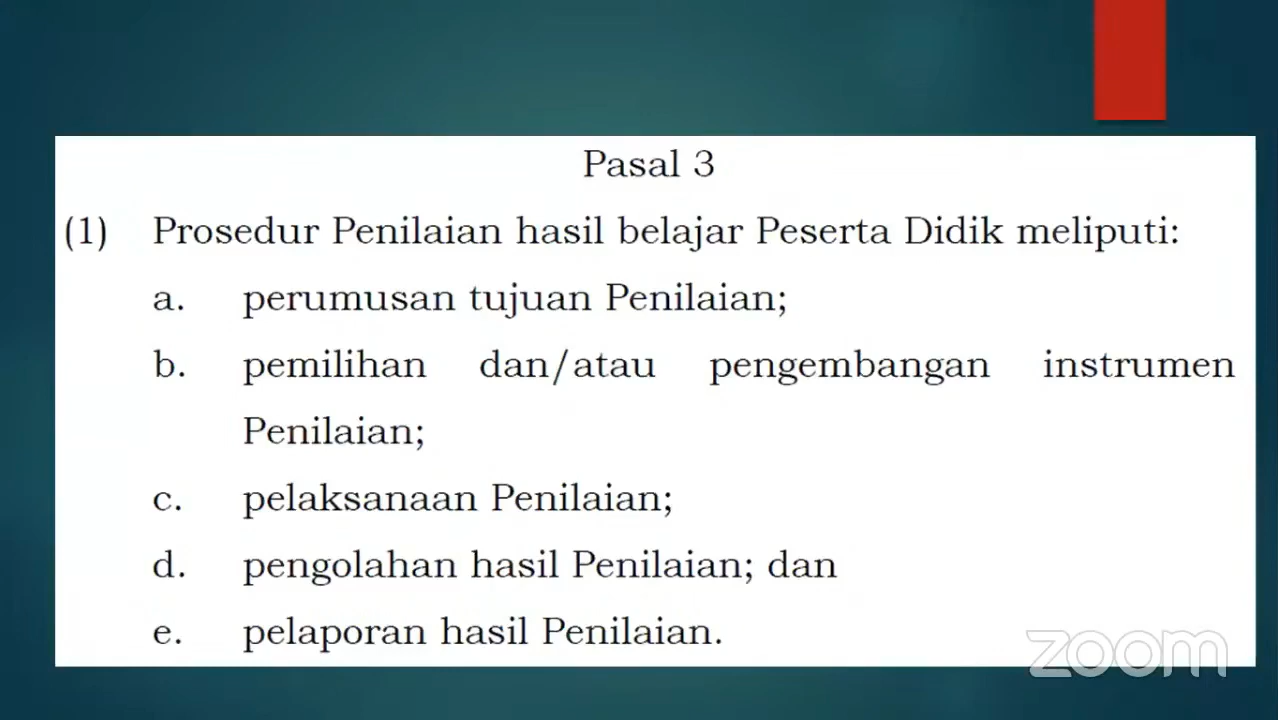 Pasal 3
(1) Prosedur Penilaian hasil belajar Peserta Didik meliputi:
a. perumusan tujuan Penilaian;
b. pemilihan dan/atau pengembangan instrumen
Penilaian;
c. pelaksanaan Penilaian;
d. pengolahan hasil Penilaian; dan
e. pelaporan hasil Penilaian.
zoom